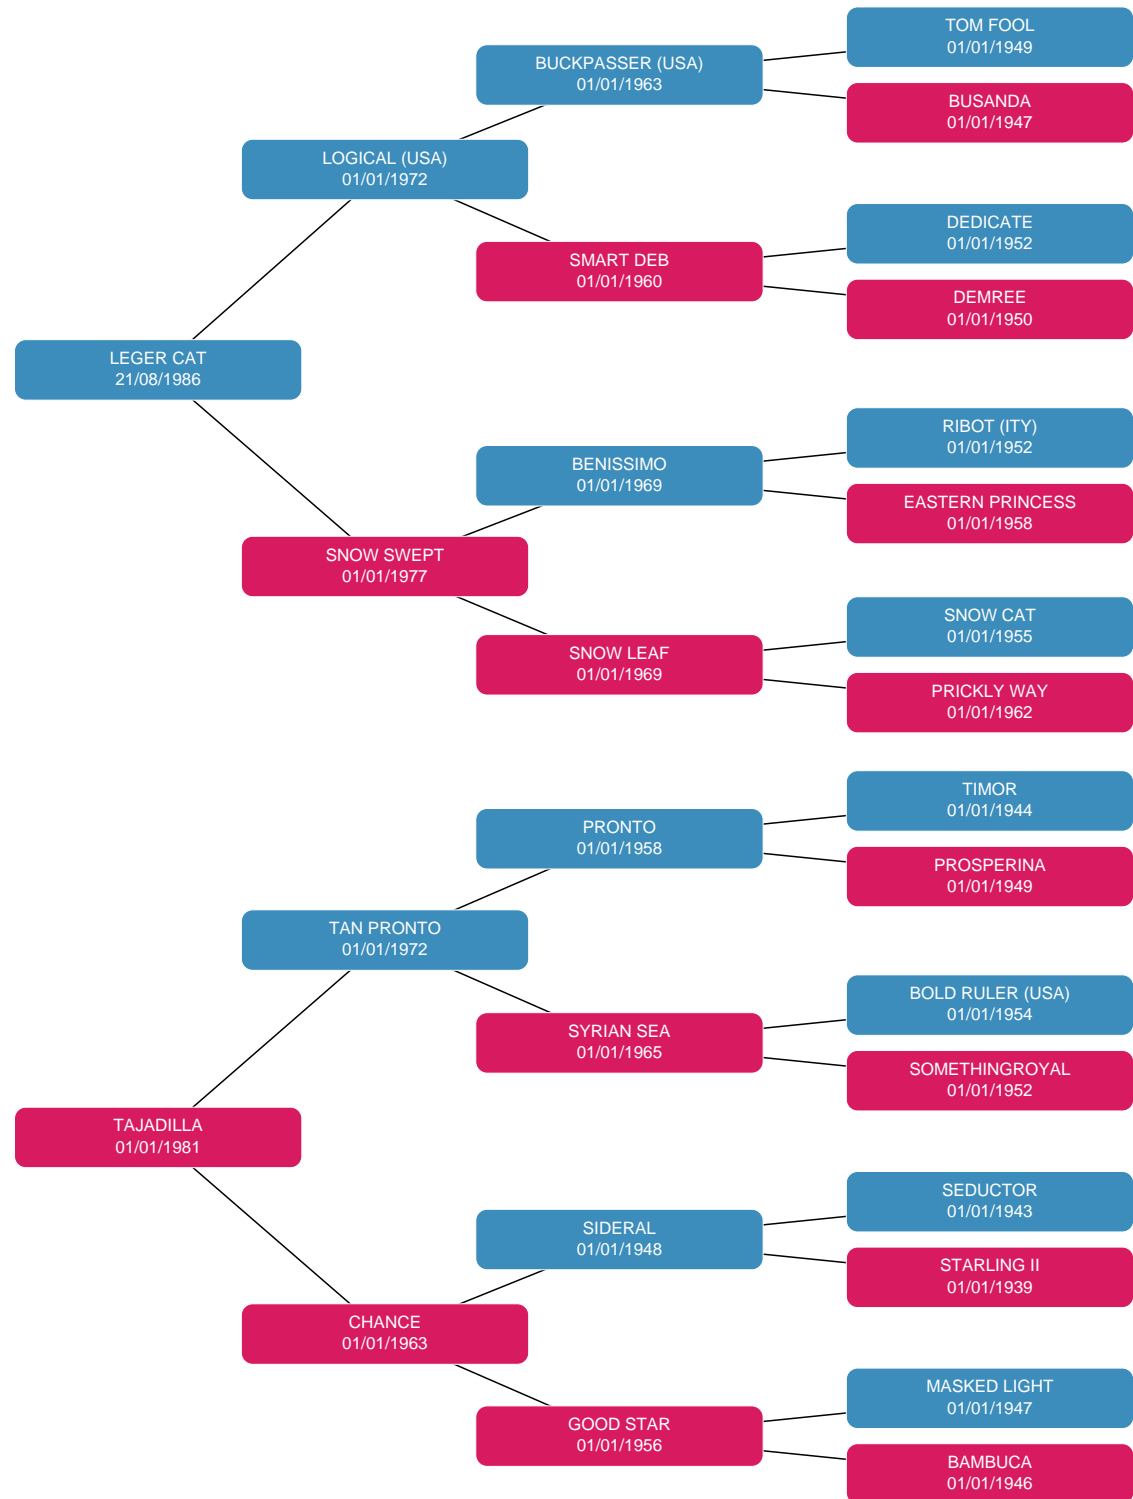 TOM FOOL
01/01/1949
BUCKPASSER (USA)
01/01/1963
BUSANDA
01/01/1947
LOGICAL (USA)
01/01/1972
DEDICATE
01/01/1952
SMART DEB
01/01/1960
DEMREE
01/01/1950
LEGER CAT
21/08/1986
RIBOT (ITY)
01/01/1952
BENISSIMO
01/01/1969
EASTERN PRINCESS
01/01/1958
SNOW SWEPT
01/01/1977
SNOW CAT
01/01/1955
SNOW LEAF
01/01/1969
PRICKLY WAY
01/01/1962
TIMOR
01/01/1944
PRONTO
01/01/1958
PROSPERINA
01/01/1949
TAN PRONTO
01/01/1972
BOLD RULER (USA)
01/01/1954
SYRIAN SEA
01/01/1965
SOMETHINGROYAL
01/01/1952
TAJADILLA
01/01/1981
SEDUCTOR
01/01/1943
SIDERAL
01/01/1948
STARLING II
01/01/1939
CHANCE
01/01/1963
MASKED LIGHT
01/01/1947
GOOD STAR
01/01/1956
BAMBUCA
01/01/1946